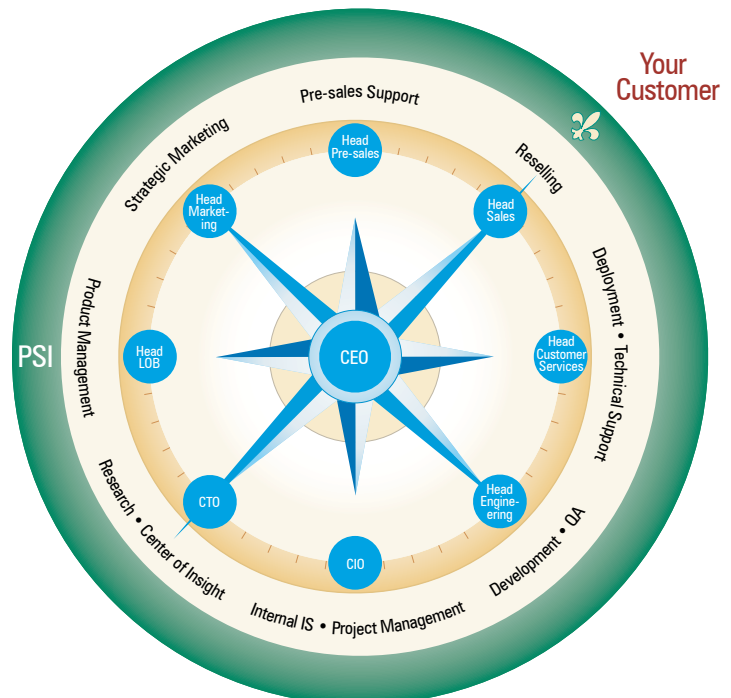 Your
Customer
Pre-sales Support
Strategic Marketing
Reselling
Head
Pre-sales
Head
Market-
ing
Head
Sales
Deployment • Technical Support
Product Management
PSI
Head
LOB
CEO
Head
Customer
Services
CTO
Head
Engine-
ering
CIO
Research • Center of Insight
Development • QA
Internal IS • Project Management